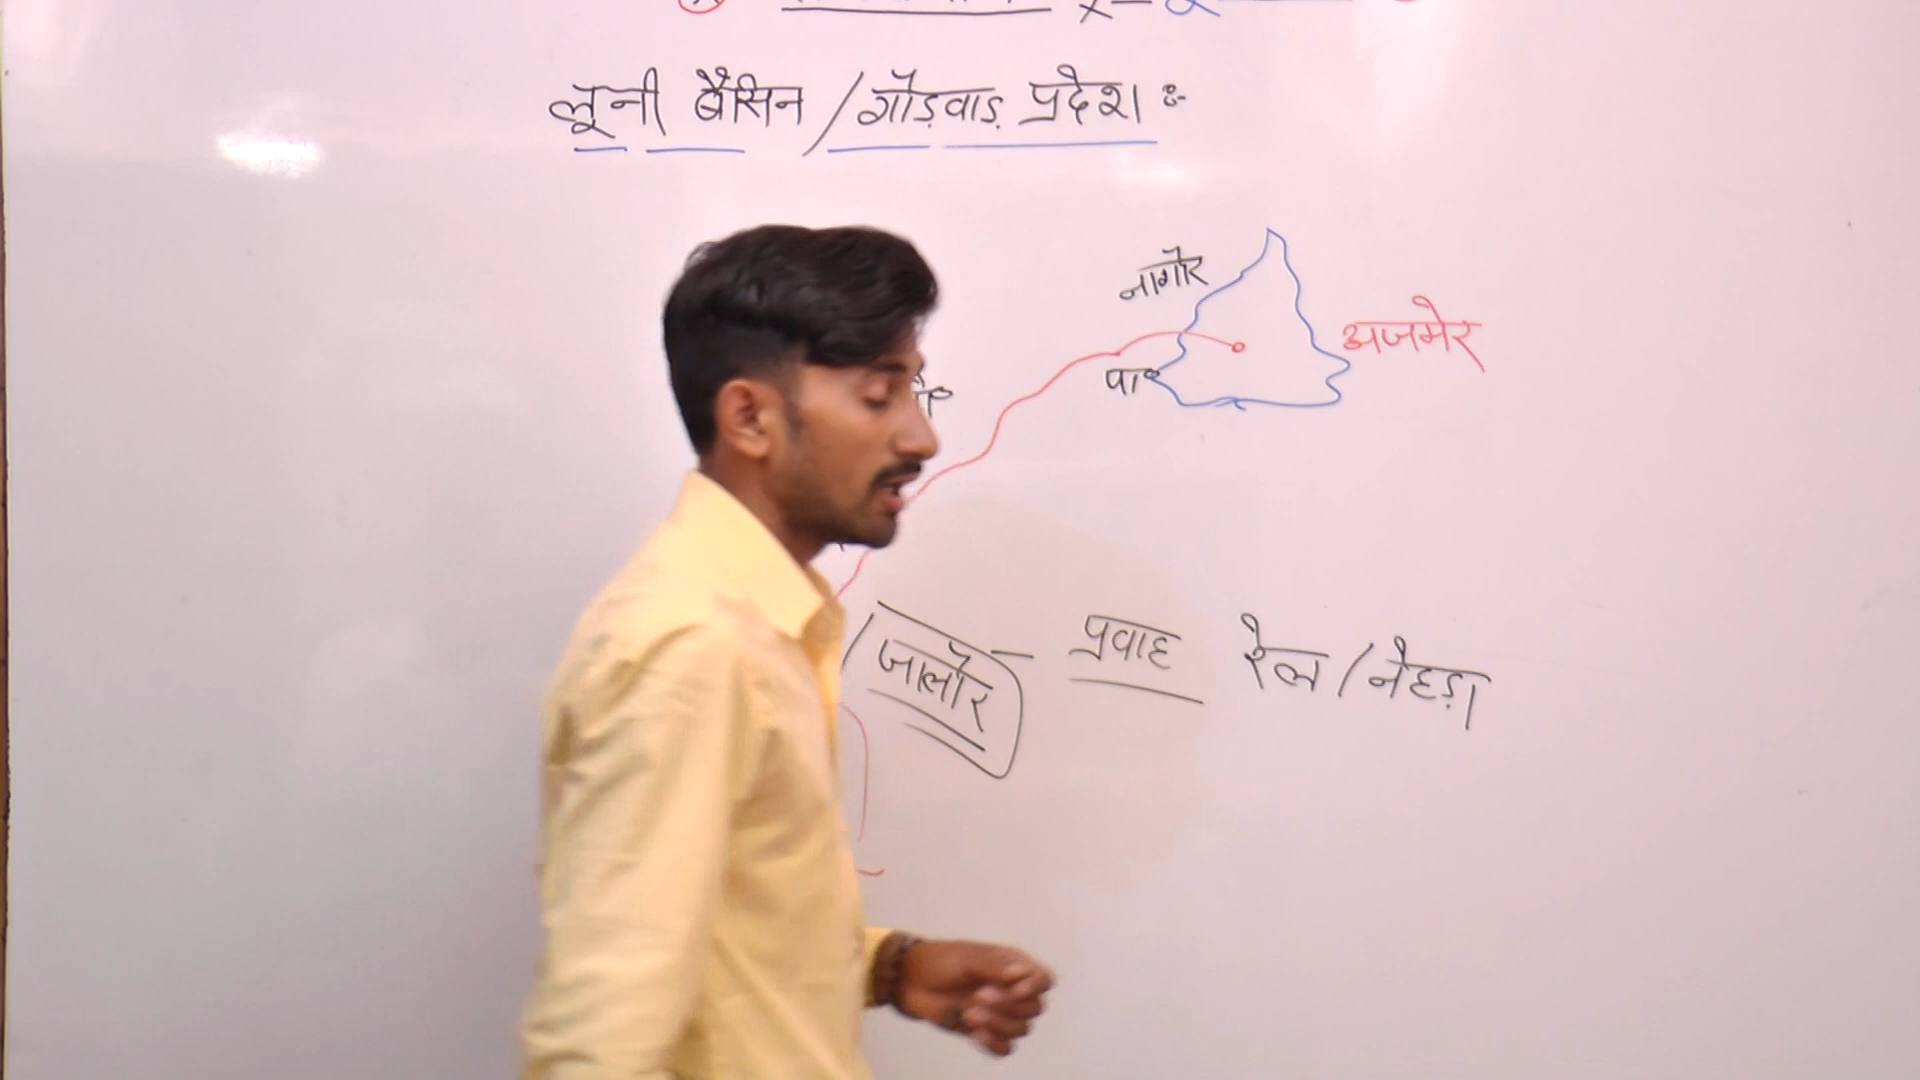 लूनी बैसिन / गौड़वाड़ प्रदेश :-
नागौर
अजमेर
जालौर - प्रवाह रेल / नेहड़ा